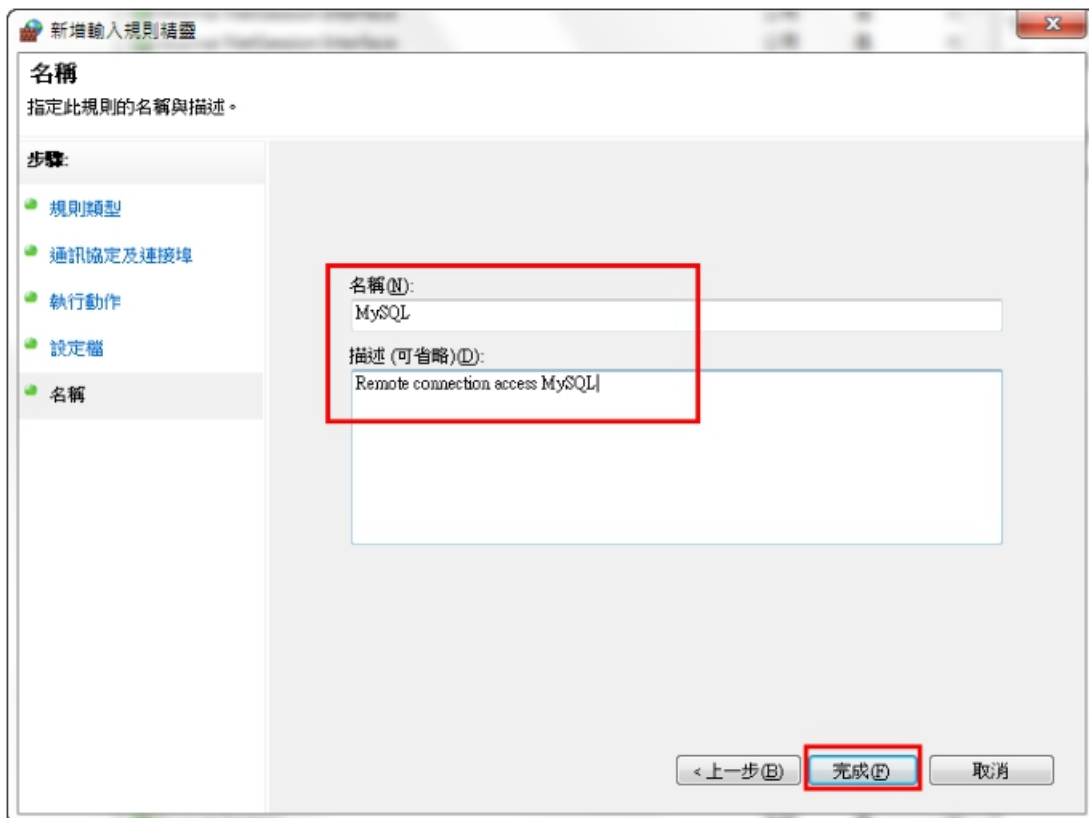 新增輸入規則精靈
名稱
指定此規則的名稱與描述。
步驟:
規則類型
通訊協定及連接埠
執行動作
設定檔
名稱
名稱(N):
MySQL
描述 (可省略)(D):
Remote connection access MySQL
<上一步(B)
完成(F)
取消